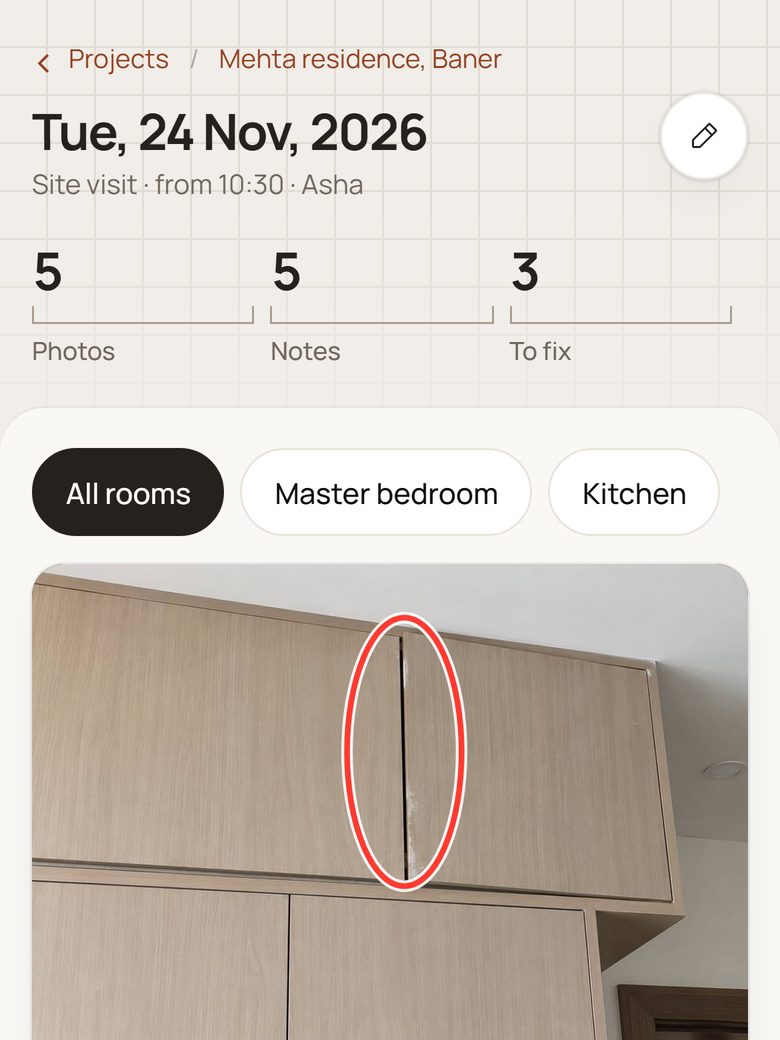 Projects / Mehta residence, Baner
Tue, 24 Nov, 2026
Site visit · from 10:30 · Asha
5 5 3
Photos Notes To fix
All rooms Master bedroom Kitchen